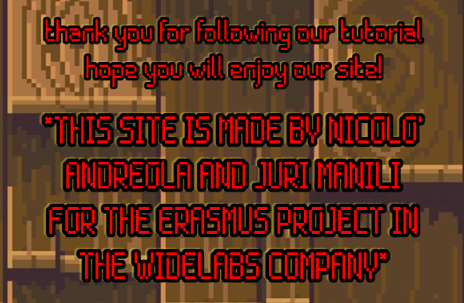 thank you for following our tutorial
hope you will enjoy our site!
"THIS SITE IS MADE BY NICOLO'
ANDREOLA AND JURI MANILI
FOR THE ERASMUS PROJECT IN
THE WIDELABS COMPANY"